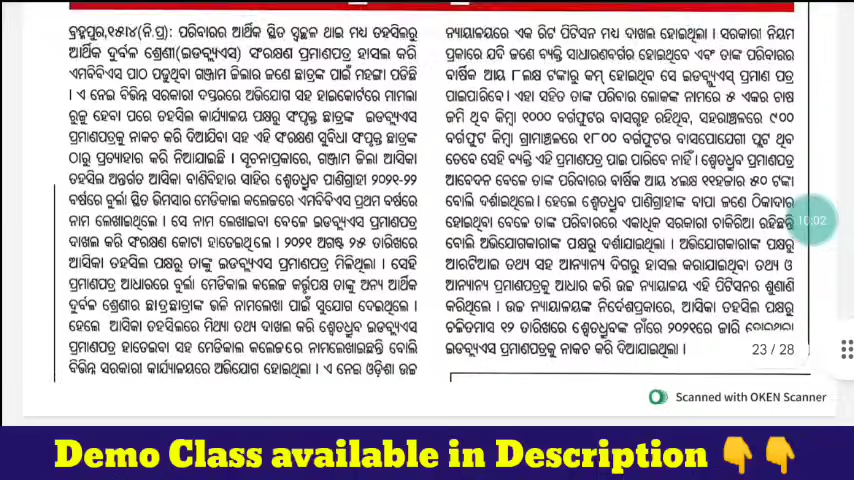 ବ୍ରହ୍ମପୁର,୧୫।୪(ନି.ପ୍ର): ପରିବାରର ଆର୍ଥିକ ସ୍ଥିତି ସ୍ବଚ୍ଛଳ ଥାଇ ମଧ୍ୟ ତହସିଲରୁ
ଆର୍ଥିକ ଦୁର୍ବଳ ଶ୍ରେଣୀ(ଇଡବ୍ଲ୍ୟୁଏସ) ସଂରକ୍ଷଣ ପ୍ରମାଣପତ୍ର ହାସଲ କରି
ଏମବିବିଏସ ପାଠ ପଢୁଥିବା ଗଞ୍ଜାମ ଜିଲାର ଜଣେ ଛାତ୍ରଙ୍କ ପାଇଁ ମହଙ୍ଗା ପଡିଛି
। ଏ ନେଇ ବିଭିନ୍ନ ସରକାରୀ ଦପ୍ତରରେ ଅଭିଯୋଗ ସହ ହାଇକୋର୍ଟରେ ମାମଲା
ରୁଜୁ ହେବା ପରେ ତହସିଲ କାର୍ଯ୍ୟାଳୟ ପକ୍ଷରୁ ସଂପୃକ୍ତ ଛାତ୍ରଙ୍କ ଇଡବ୍ଲ୍ୟୁଏସ
ପ୍ରମାଣପତ୍ରକୁ ନାକଚ କରି ଦିଆଯିବା ସହ ଏହି ସଂରକ୍ଷଣ ସୁବିଧା ସଂପୃକ୍ତ ଛାତ୍ରଙ୍କ
ଠାରୁ ପ୍ରତ୍ୟାହାର କରି ନିଆଯାଇଛି । ସୂଚନାପ୍ରକାରେ, ଗଞ୍ଜାମ ଜିଲା ଆସିକା
ତହସିଲ ଅନ୍ତର୍ଗତ ଆସିକା ବାଣିବିହାର ସାହିର ଶ୍ବେତଧ୍ରୁବ ପାଣିଗ୍ରାହୀ ୨୦୨୧-୨୨
ବର୍ଷରେ ବୁର୍ଲା ସ୍ଥିତ ଭିମସାର ମେଡିକାଲ କଲେଜରେ ଏମବିବିଏସ ପ୍ରଥମ ବର୍ଷରେ
ନାମ ଲେଖାଇଥିଲେ । ସେ ନାମ ଲେଖାଇବା ବେଳେ ଇଡବ୍ଲ୍ୟୁଏସ ପ୍ରମାଣପତ୍ର
ଦାଖଲ କରି ସଂରକ୍ଷଣ କୋଟା ହାତେଇଥିଲେ । ୨୦୨୧ ଅଗଷ୍ଟ ୨୫ ତାରିଖରେ
ଆସିକା ତହସିଲ ପକ୍ଷରୁ ତାଙ୍କୁ ଇଡବ୍ଲ୍ୟୁଏସ ପ୍ରମାଣପତ୍ର ମିଳିଥିଲା । ସେହି
ପ୍ରମାଣପତ୍ର ଆଧାରରେ ବୁର୍ଲା ମେଡିକାଲ କଲେଜ କର୍ତ୍ତୃପକ୍ଷ ତାଙ୍କୁ ଅନ୍ୟ ଆର୍ଥିକ
ଦୁର୍ବଳ ଶ୍ରେଣୀର ଛାତ୍ରଛାତ୍ରୀଙ୍କ ଭଳି ନାମଲେଖା ପାଇଁ ସୁଯୋଗ ଦେଇଥିଲେ ।
ହେଲେ ଆସିକା ତହସିଲରେ ମିଥ୍ୟା ତଥ୍ୟ ଦାଖଲ କରି ଶ୍ବେତଧ୍ରୁବ ଇଡବ୍ଲ୍ୟୁଏସ
ପ୍ରମାଣପତ୍ର ହାତେଇବା ସହ ମେଡିକାଲ କଲେଜରେ ନାମଲେଖାଇଛନ୍ତି ବୋଲି
ବିଭିନ୍ନ ସରକାରୀ କାର୍ଯ୍ୟାଳୟରେ ଅଭିଯୋଗ ହୋଇଥିଲା । ଏ ନେଇ ଓଡ଼ିଶା ଉଚ୍ଚ
ନ୍ୟାୟାଳୟରେ ଏକ ରିଟ ପିଟିସନ ମଧ୍ୟ ଦାଖଲ ହୋଇଥିଲା । ସରକାରୀ ନିୟମ
ପ୍ରକାରେ ଯଦି ଜଣେ ବ୍ୟକ୍ତି ସାଧାରଣବର୍ଗର ହୋଇଥିବେ ଏବଂ ତାଙ୍କ ପରିବାରର
ବାର୍ଷିକ ଆୟ ୮ଲକ୍ଷ ଟଙ୍କାରୁ କମ୍ ହୋଇଥିବ ସେ ଇଡବ୍ଲ୍ୟୁଏସ୍ ପ୍ରମାଣ ପତ୍ର
ପାଇପାରିବେ। ଏହା ସହିତ ତାଙ୍କ ପରିବାର ଲୋକଙ୍କ ନାମରେ ୫ ଏକର ଚାଷ
ଜମି ଥିବ କିମ୍ବା ୧୦୦୦ ବର୍ଗଫୁଟର ବାସଗୃହ ରହିଥିବ, ସହରାଞ୍ଚଳରେ ୯୦୦
ବର୍ଗଫୁଟ କିମ୍ବା ଗ୍ରାମାଞ୍ଚଳରେ ୧୮୦୦ ବର୍ଗଫୁଟର ବାସପୋଯୋଗୀ ପ୍ଲଟ ଥିବ
ତେବେ ସେହି ବ୍ୟକ୍ତି ଏହି ପ୍ରମାଣପତ୍ର ପାଇ ପାରିବେ ନାହିଁ । ଶ୍ବେତଧ୍ରୁବ ପ୍ରମାଣପତ୍ର
ଆବେଦନ ବେଳେ ତାଙ୍କ ପରିବାରର ବାର୍ଷିକ ଆୟ ୪ଲକ୍ଷ ୧୧ହଜାର ୫୦ ଟଙ୍କା
ବୋଲି ଦର୍ଶାଇଥିଲେ । ହେଲେ ଶ୍ବେତଧ୍ରୁବ ପାଣିଗ୍ରାହୀଙ୍କ ବାପା ଜଣେ ଠିକାଦାର
ହୋଇଥିବା ବେଳେ ତାଙ୍କ ପରିବାରରେ ଏକାଧିକ ସରକାରୀ ଚାକିରିଆ ରହିଛନ୍ତି
ବୋଲି ଅଭିଯୋଗକାରୀଙ୍କ ପକ୍ଷରୁ ଦର୍ଶାଯାଇଥିଲା । ଅଭିଯୋଗକାରୀଙ୍କ ପକ୍ଷରୁ
ଆରଟିଆଇ ତଥ୍ୟ ସହ ଆନ୍ୟାନ୍ୟ ଦିଗରୁ ହାସଲ କରାଯାଇଥିବା ତଥ୍ୟ ଓ
ଆନ୍ୟାନ୍ୟ ପ୍ରମାଣପତ୍ରକୁ ଆଧାର କରି ଉଚ୍ଚ ନ୍ୟାୟାଳୟ ଏହି ପିଟିସନର ଶୁଣାଣି
କରିଥିଲେ । ଉଚ୍ଚ ନ୍ୟାୟାଳୟଙ୍କ ନିର୍ଦେଶପ୍ରକାରେ, ଆସିକା ତହସିଲ ପକ୍ଷରୁ
ଚଳିତମାସ ୧୨ ତାରିଖରେ ଶ୍ବେତଧ୍ରୁବଙ୍କ ନାଁରେ ୨୦୨୧ରେ ଜାରି
ଇଡବ୍ଲ୍ୟୁଏସ ପ୍ରମାଣପତ୍ରକୁ ନାକଚ କରି ଦିଆଯାଇଥିଲା ।
10:02
23 / 28
Scanned with OKEN Scanner
Demo Class available in Description 👇👇